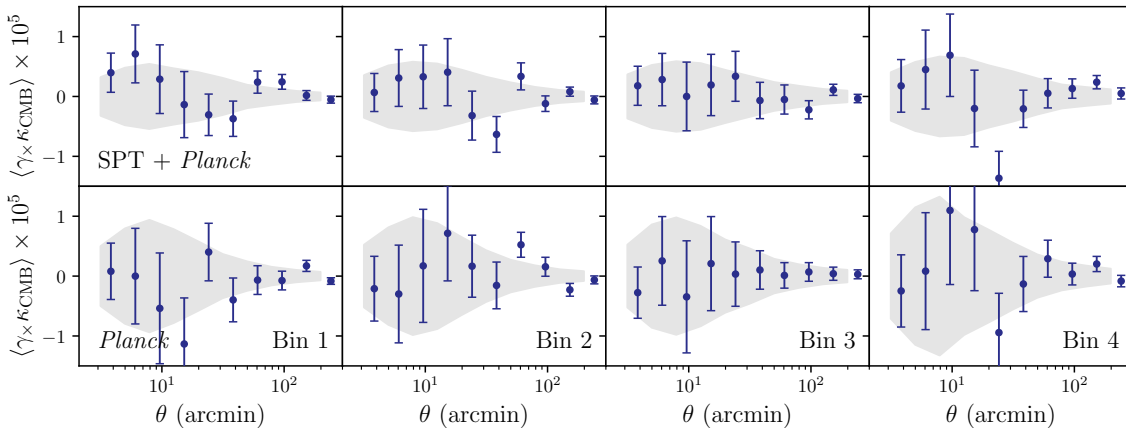 ⟨γ×κCMB⟩ × 10⁵
1
0
−1
SPT + Planck
⟨γ×κCMB⟩ × 10⁵
1
0
−1
Planck
Bin 1
Bin 2
Bin 3
Bin 4
10¹ 10² 10¹ 10² 10¹ 10² 10¹ 10²
θ (arcmin) θ (arcmin) θ (arcmin) θ (arcmin)